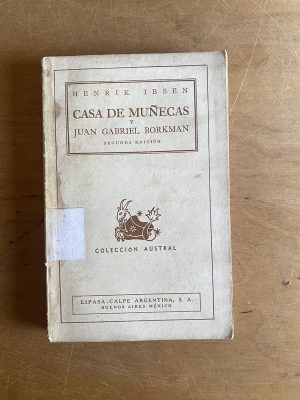 HENRIK IBSEN
CASA DE MUÑECAS
Y
JUAN GABRIEL BORKMAN
SEGUNDA EDICIÓN
COLECCIÓN AUSTRAL
ESPASA-CALPE ARGENTINA, S. A.
BUENOS AIRES-MÉXICO